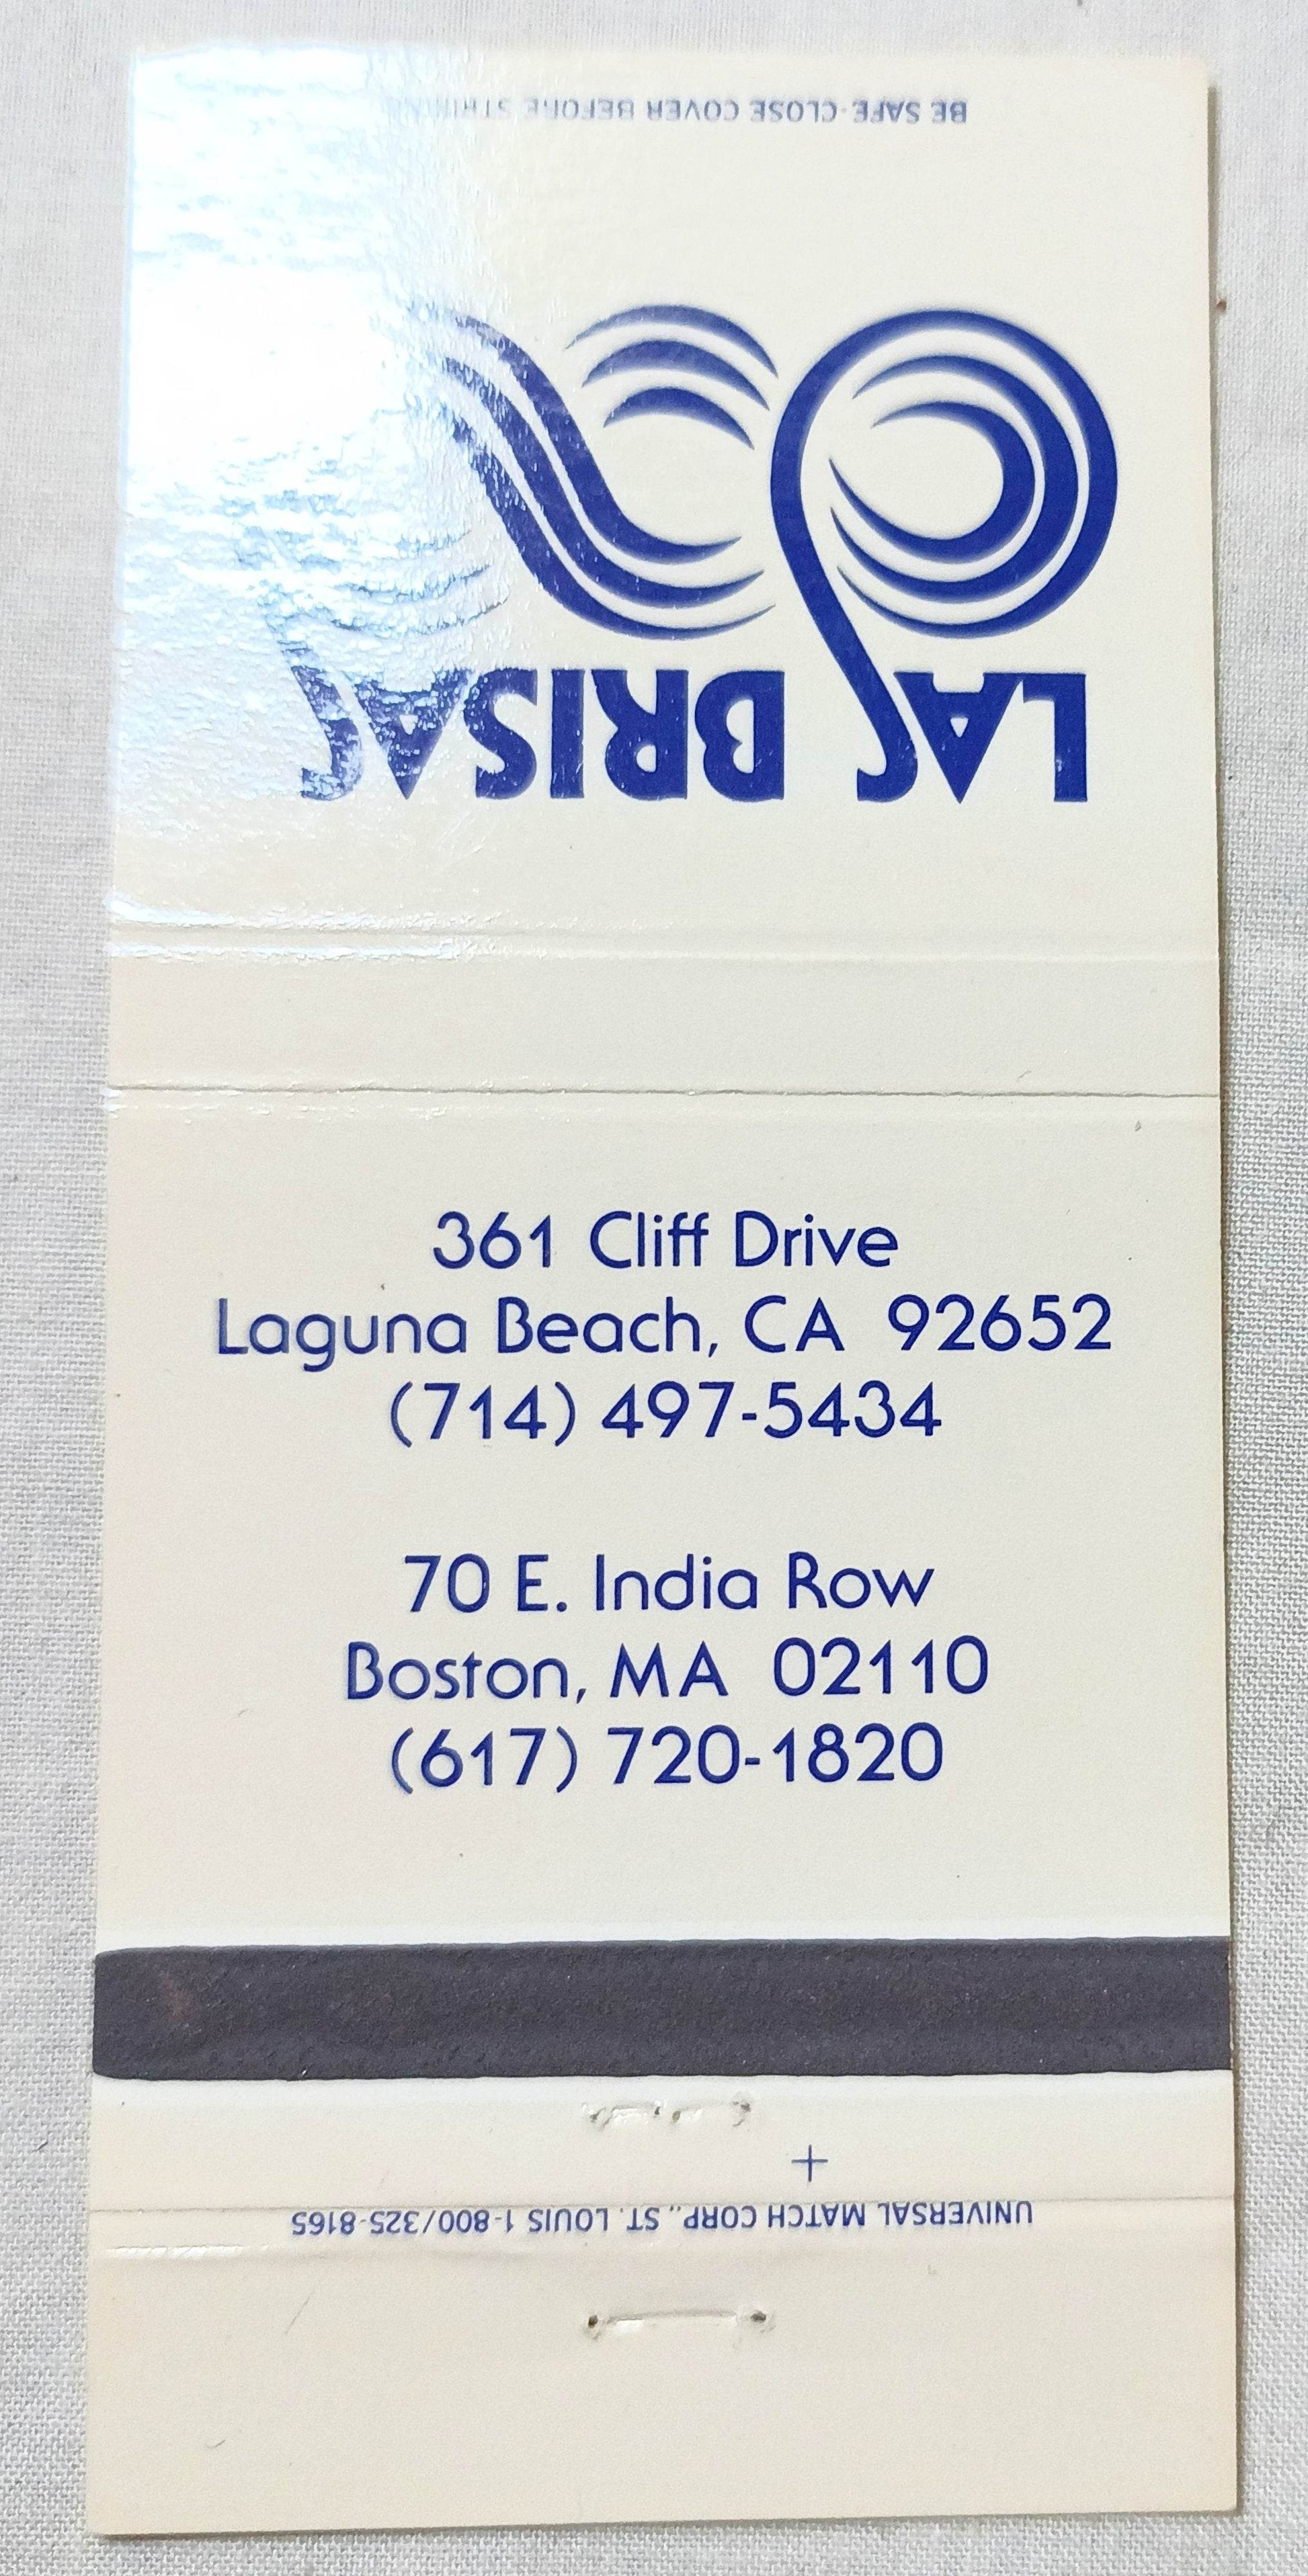 BE SAFE-CLOSE COVER BEFORE
LAS BRISAS
361 Cliff Drive
Laguna Beach, CA 92652
(714) 497-5434
70 E. India Row
Boston, MA 02110
(617) 720-1820
+
UNIVERSAL MATCH CORP., ST. LOUIS 1-800/325-8165